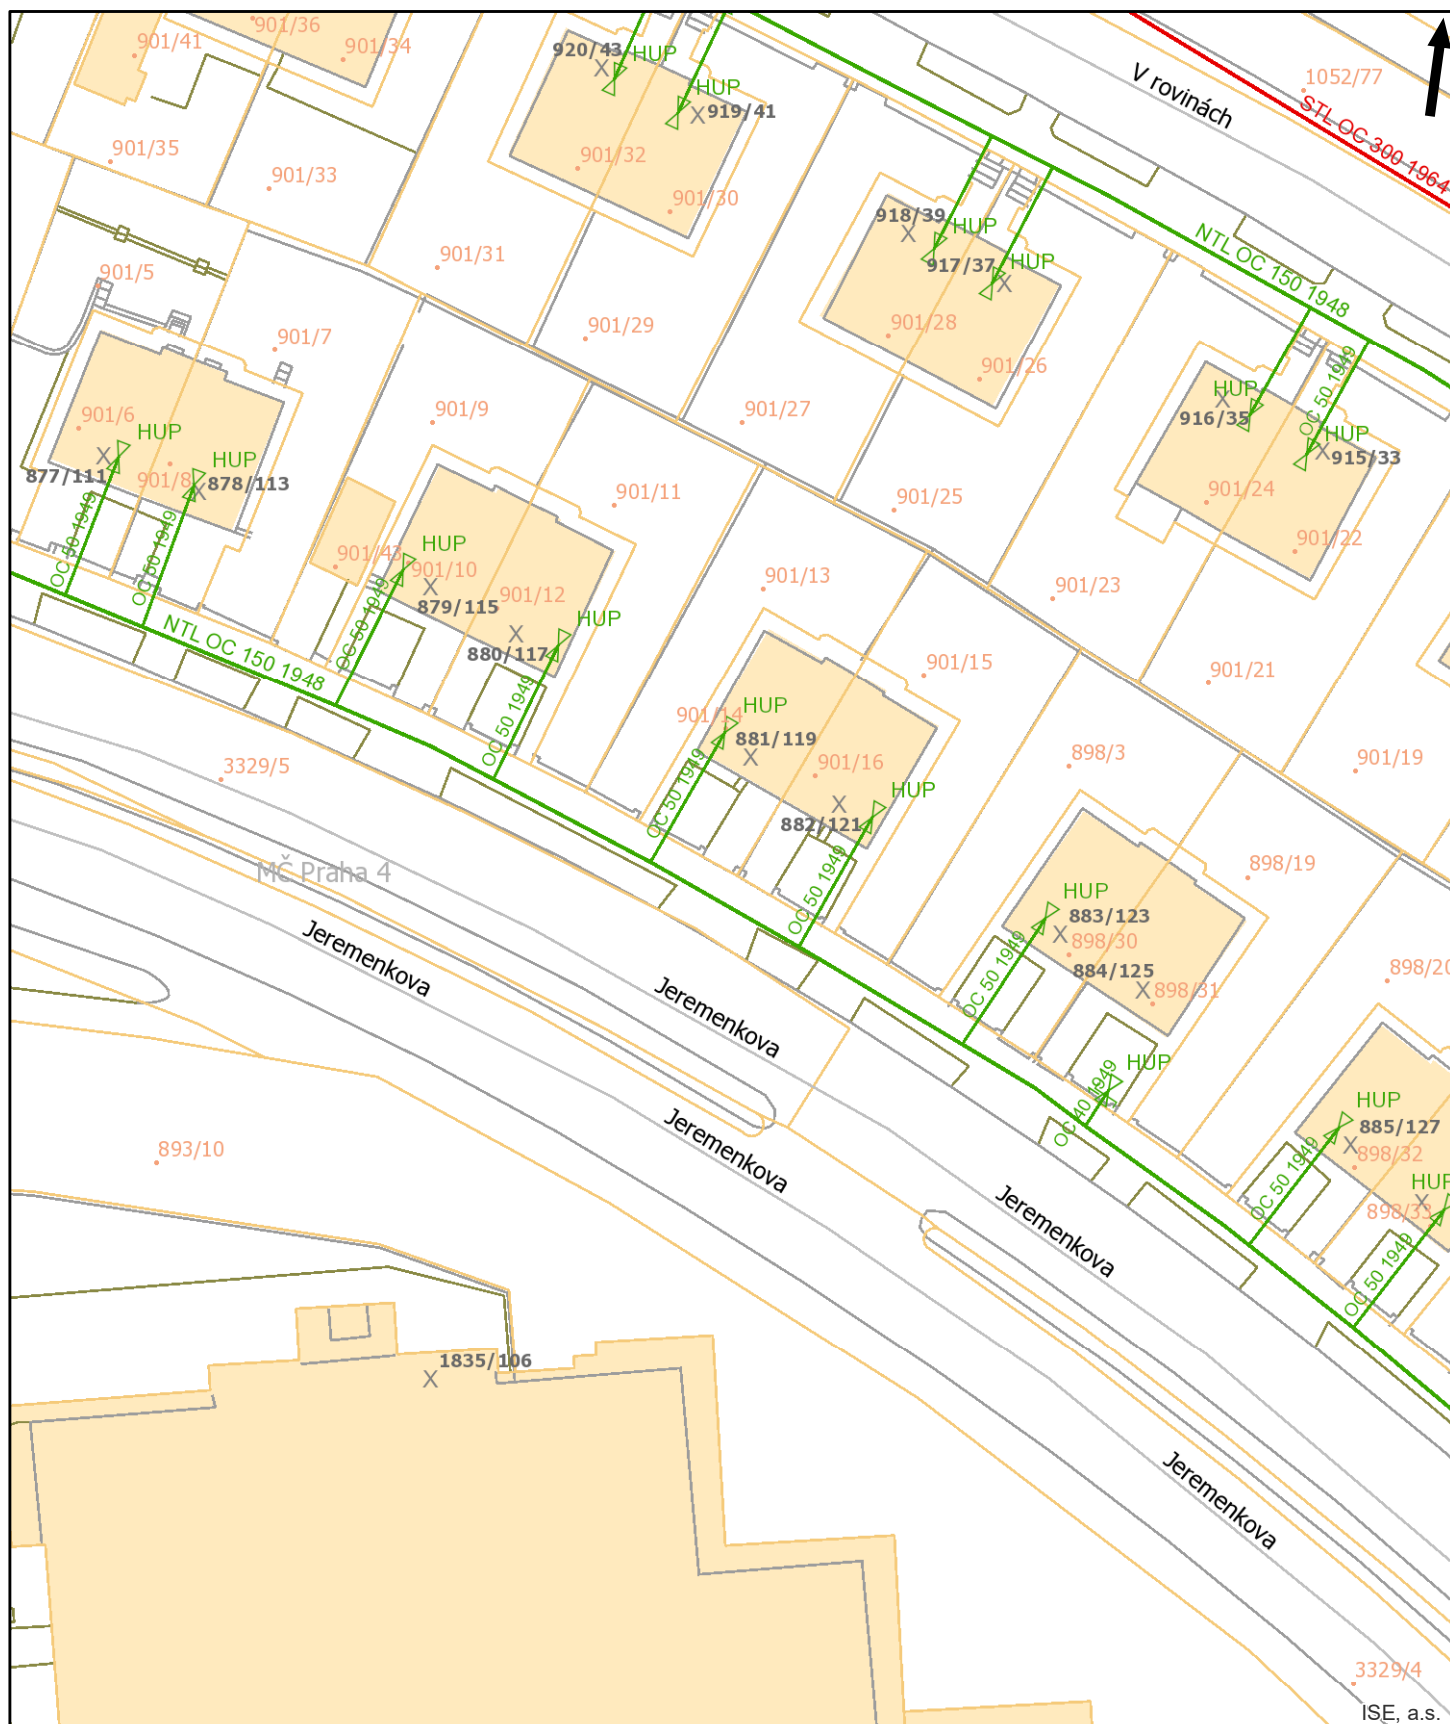 901/36
901/41
901/34
920/43
HUP
HUP
919/41
V rovinách
1052/77
STL OC 300 1964
901/35
901/33
901/32
901/30
918/39
HUP
917/37
HUP
NTL OC 150 1948
901/5
901/31
901/7
901/29
901/28
901/26
OC 50 1949
HUP
916/35
HUP
915/33
901/6
HUP
901/9
901/27
877/111
901/8
HUP
878/113
901/11
901/25
901/24
901/22
OC 50 1949
OC 50 1949
901/43
HUP
901/10
879/115
901/12
901/13
901/23
OC 50 1949
HUP
880/117
NTL OC 150 1948
901/15
901/21
OC 50 1949
901/14
HUP
881/119
901/16
3329/5
898/3
901/19
OC 50 1949
882/121
HUP
MČ Praha 4
OC 50 1949
898/19
HUP
883/123
898/30
884/125
898/31
898/20
Jeremenkova
Jeremenkova
OC 50 1949
HUP
OC 40 1949
HUP
885/127
898/32
893/10
Jeremenkova
OC 50 1949
HUP
898/33
Jeremenkova
OC 50 1949
1835/106
Jeremenkova
3329/4
ISE, a.s.